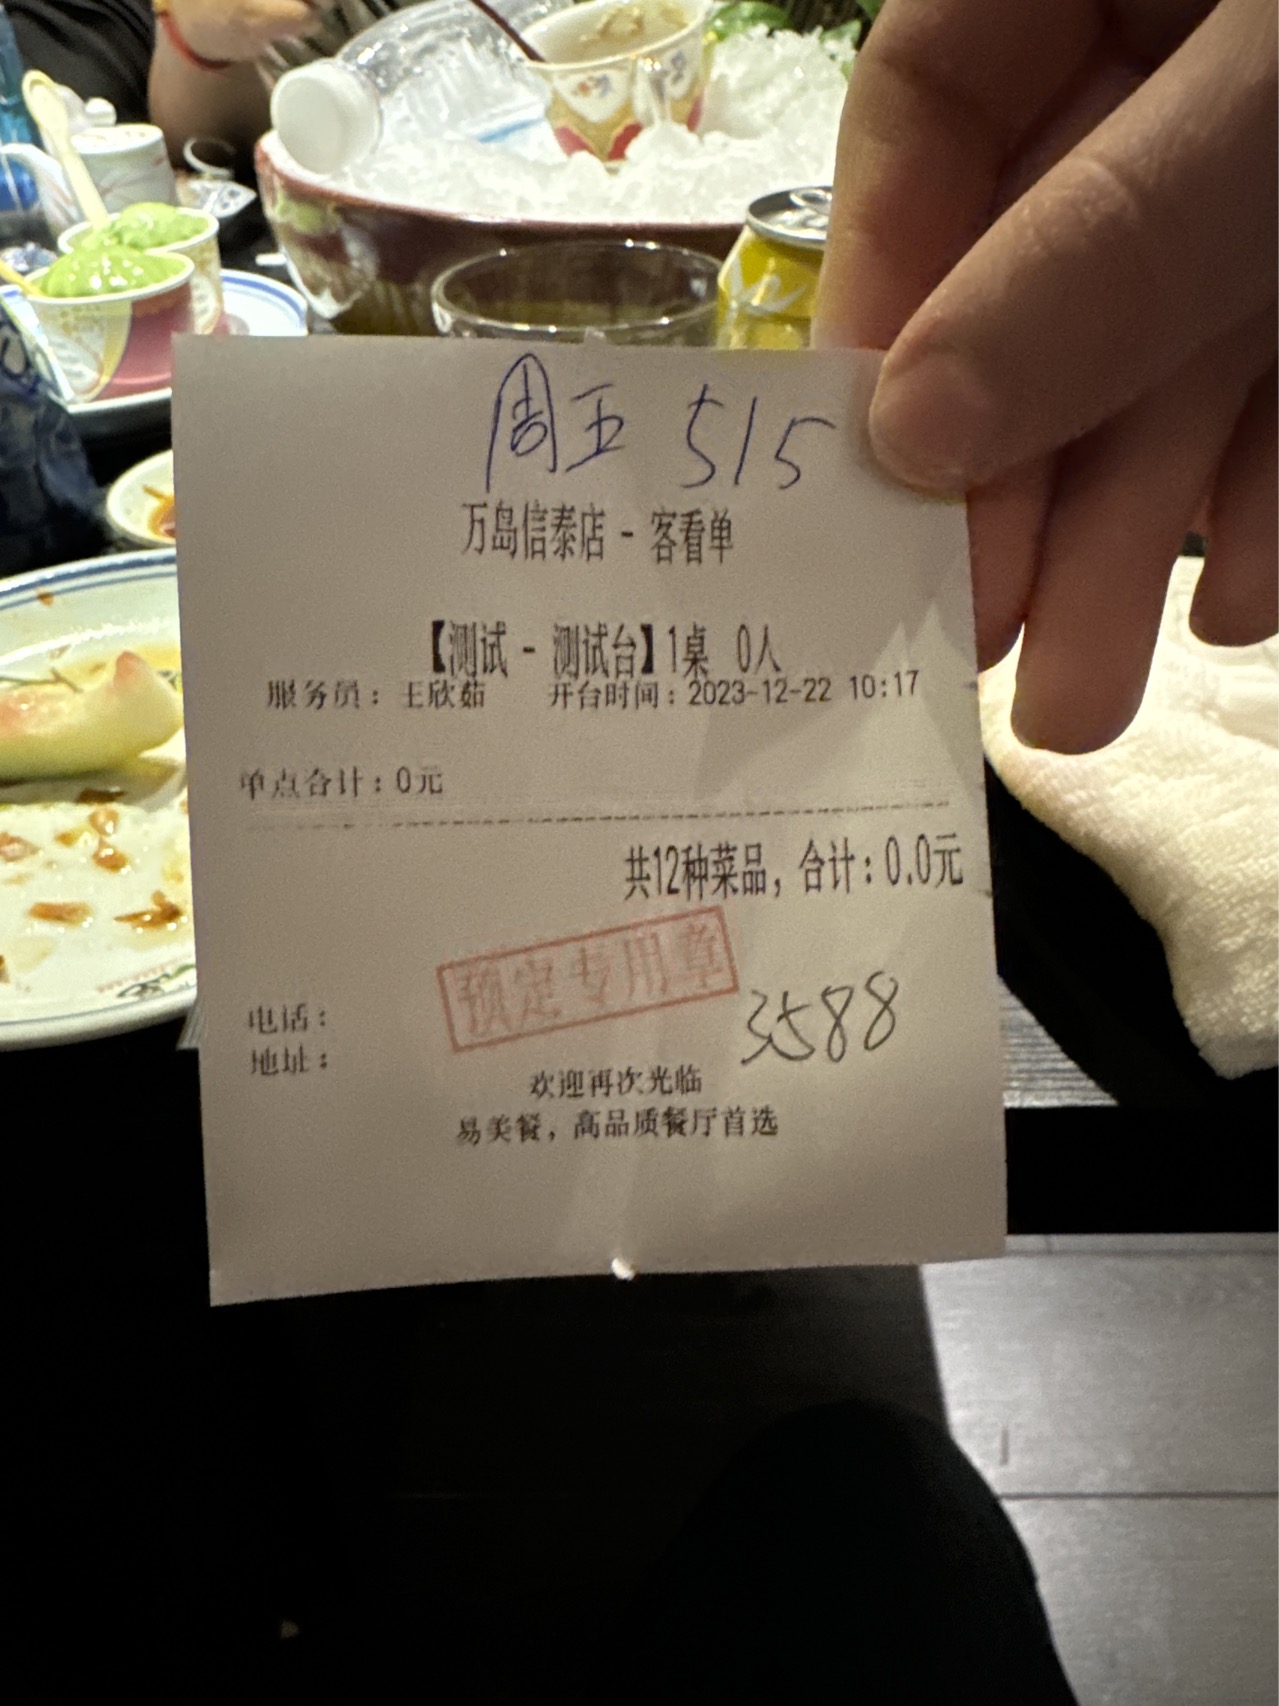 周五 515
万岛信泰店 - 客看单
【测试 - 测试台】1桌 0人
服务员：王欣茹 开台时间：2023-12-22 10:17
单点合计：0元
共12种菜品，合计：0.0元
预定专用章
电话：
3588
地址：
欢迎再次光临
易美餐，高品质餐厅首选